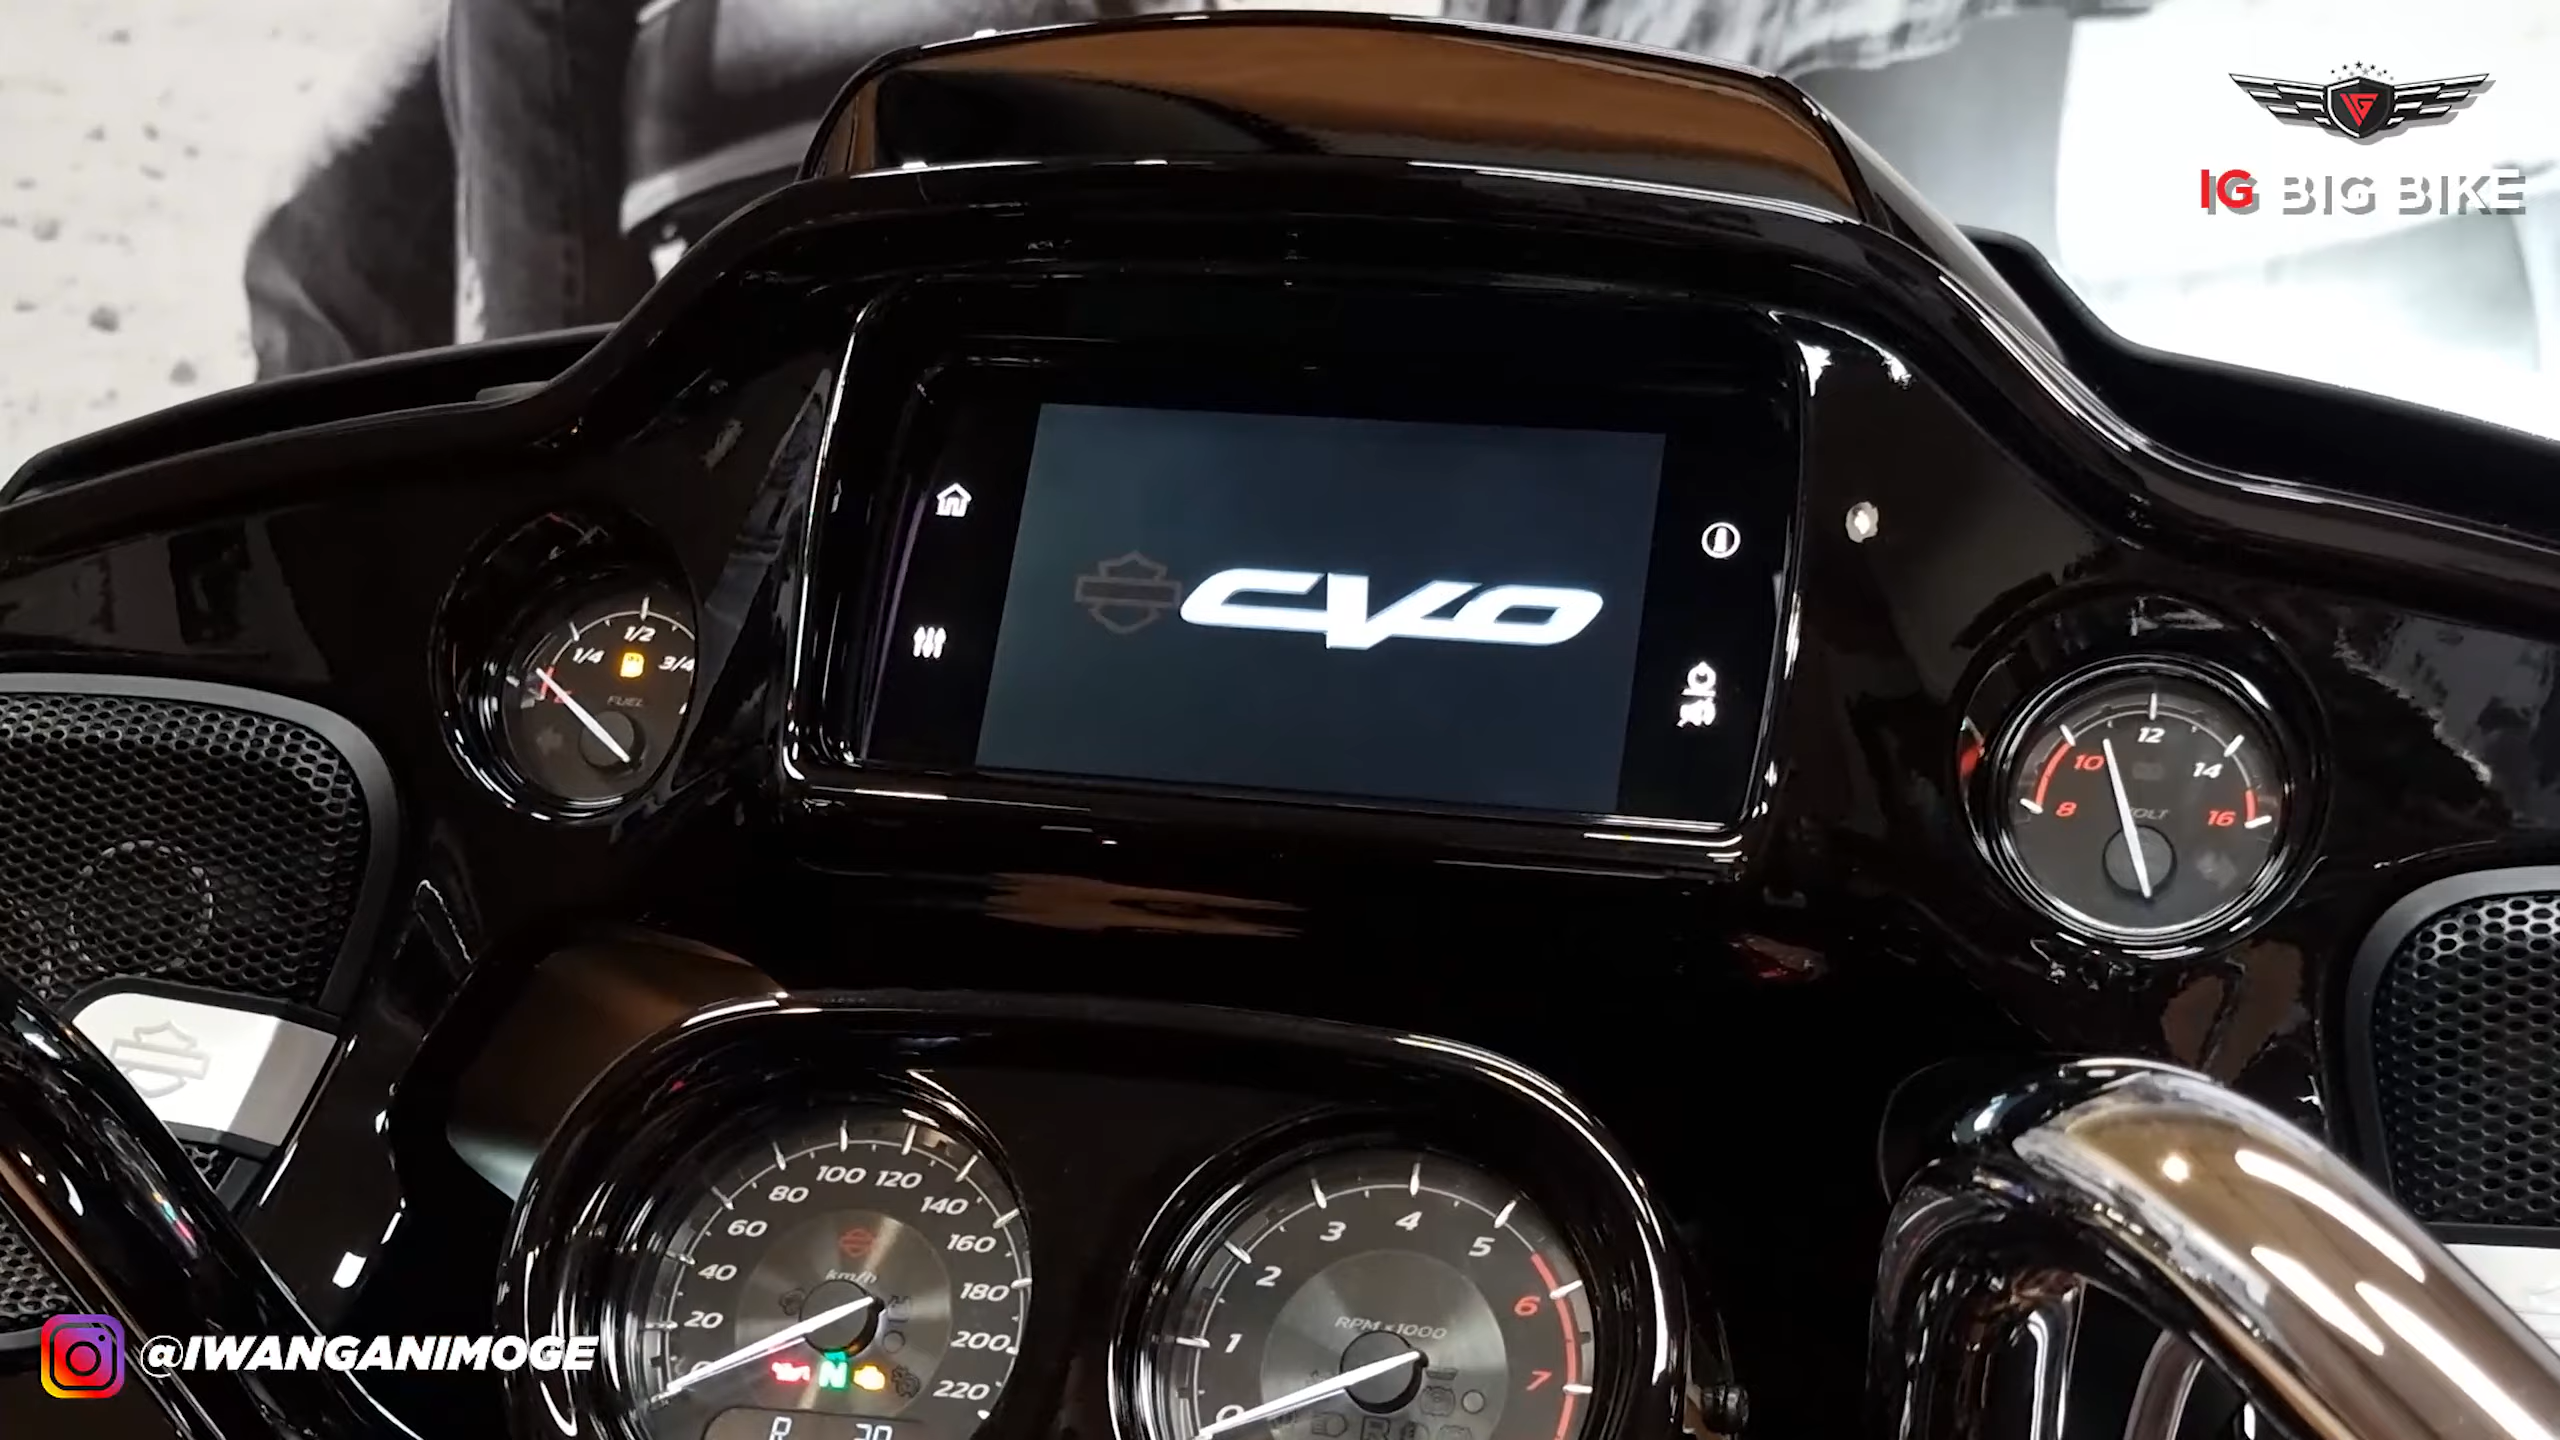 IG BIG BIKE
CVO
1/4 1/2 3/4
FUEL
8 10 12 14 16
VOLT
0 20 40 60 80 100 120 140 160 180 200 220
km/h
N
R
0 1 2 3 4 5 6 7
RPM x1000
@IWANGANIMOGE